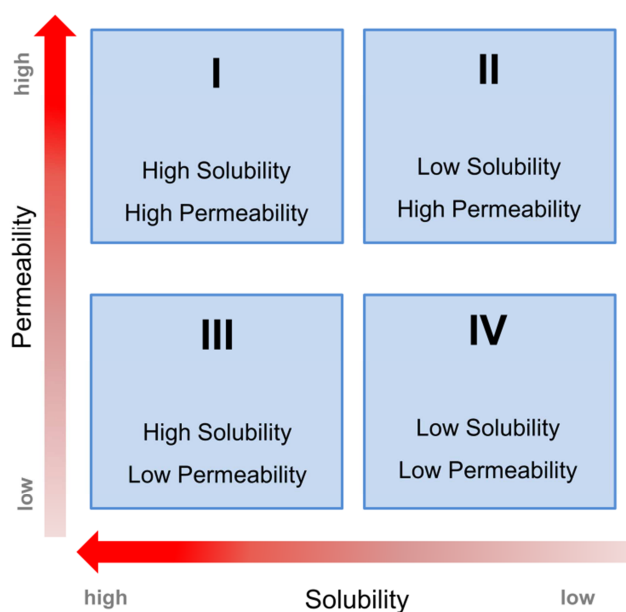 high
Permeability
low
I
High Solubility
High Permeability
II
Low Solubility
High Permeability
III
High Solubility
Low Permeability
IV
Low Solubility
Low Permeability
high
Solubility
low